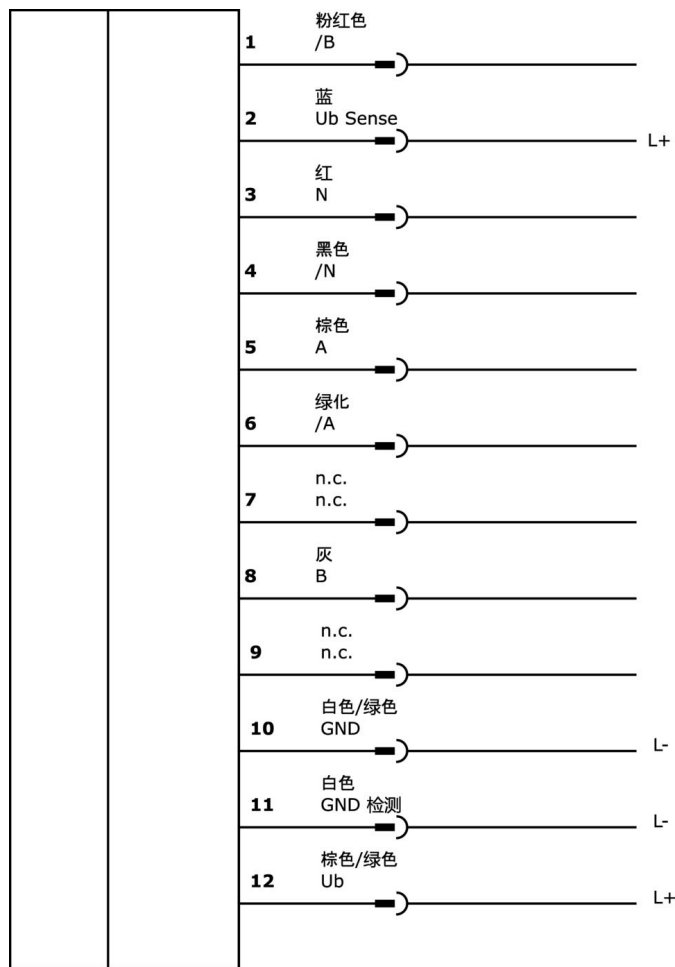 粉红色
1 /B
蓝
2 Ub Sense
L+
红
3 N
黑色
4 /N
棕色
5 A
绿化
6 /A
n.c.
7 n.c.
灰
8 B
n.c.
9 n.c.
白色/绿色
10 GND
L-
白色
11 GND 检测
L-
棕色/绿色
12 Ub
L+